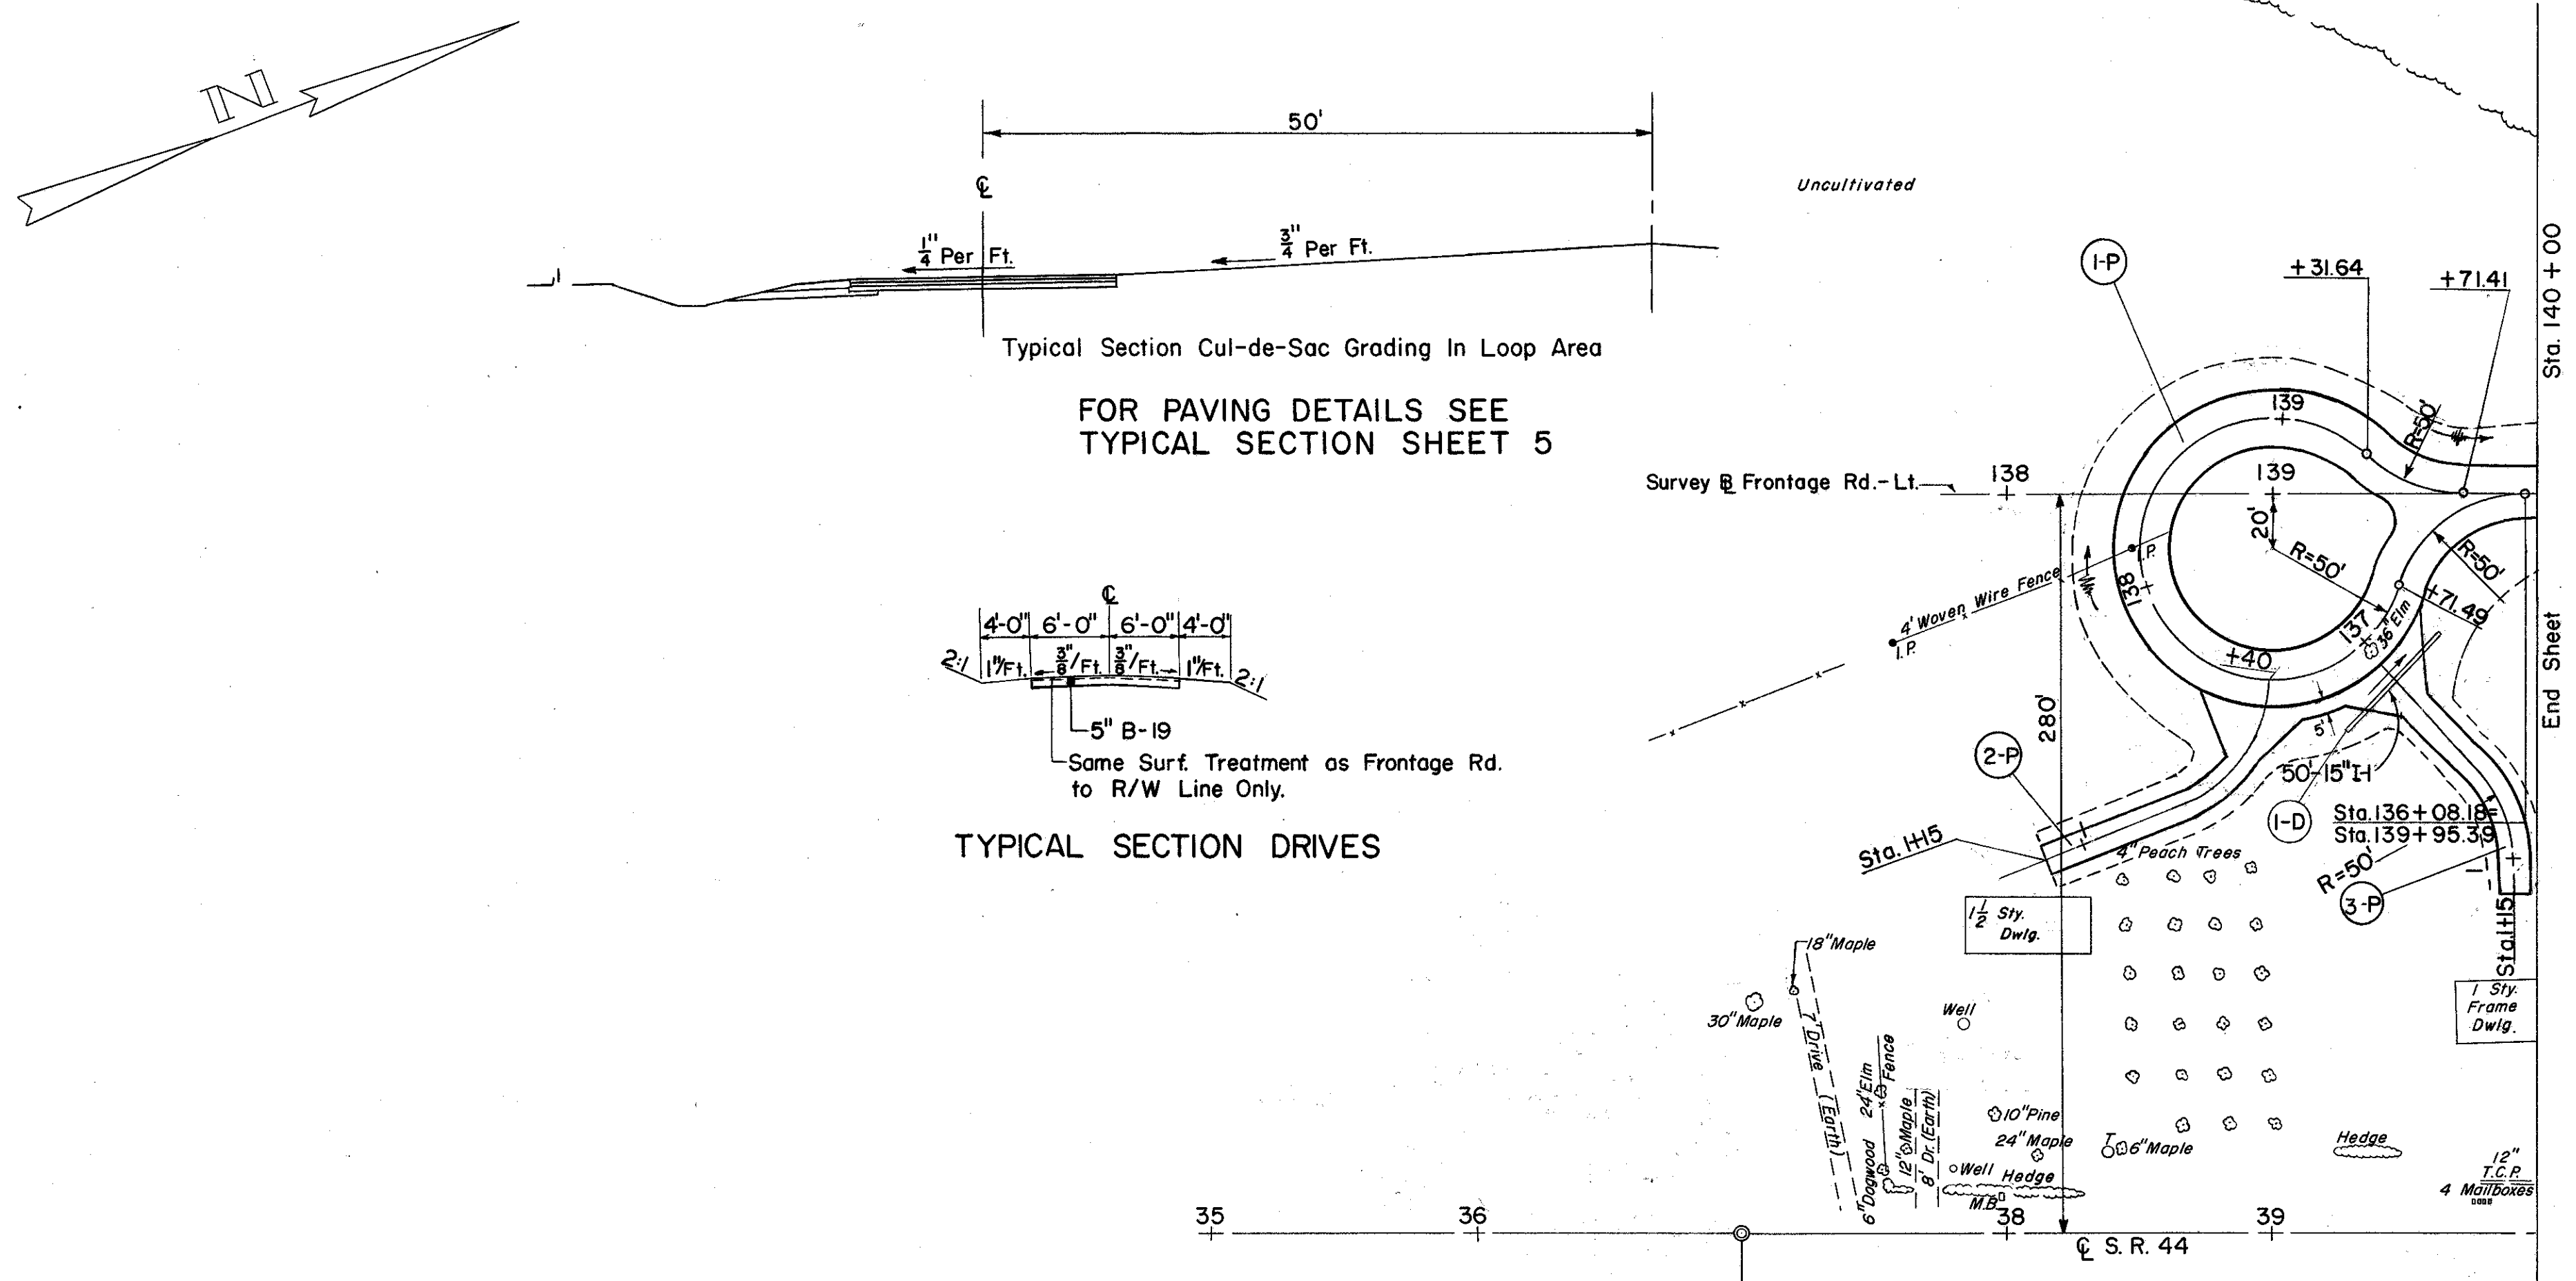 N
50'
℄
1/4" Per Ft.
3/4" Per Ft.
Typical Section Cul-de-Sac Grading In Loop Area
FOR PAVING DETAILS SEE
TYPICAL SECTION SHEET 5
℄
4'-0" 6'-0" 6'-0" 4'-0"
2:1 1"/Ft. 3/8"/Ft. 3/8"/Ft. 1"/Ft. 2:1
5" B-19
Same Surf. Treatment as Frontage Rd.
to R/W Line Only.
TYPICAL SECTION DRIVES
Uncultivated
1-P
+31.64
+71.41
Sta. 140 + 00
End Sheet
139
R=50'
Survey ℄ Frontage Rd.-Lt.
138
139
20'
R=50'
R=50'
I.P.
138
4' Woven Wire Fence
I.P.
+71.49
36" Elm
137
+40
280'
5'
2-P
50'-15" I-H
1-D
Sta. 136+08.18=
Sta. 139+95.39
R=50'
3-P
1
Sta. 1+15
Sta. 1+15
4" Peach Trees
1 1/2 Sty.
Dwlg.
1 Sty.
Frame
Dwlg.
18" Maple
30" Maple
7' Drive (Earth)
Well
24" Elm
Fence
6" Dogwood
12" Maple
8' Dr. (Earth)
10" Pine
24" Maple
T
6" Maple
Well
Hedge
M.B.
Hedge
12"
T.C.P.
4 Mailboxes
35
36
38
39
℄ S. R. 44